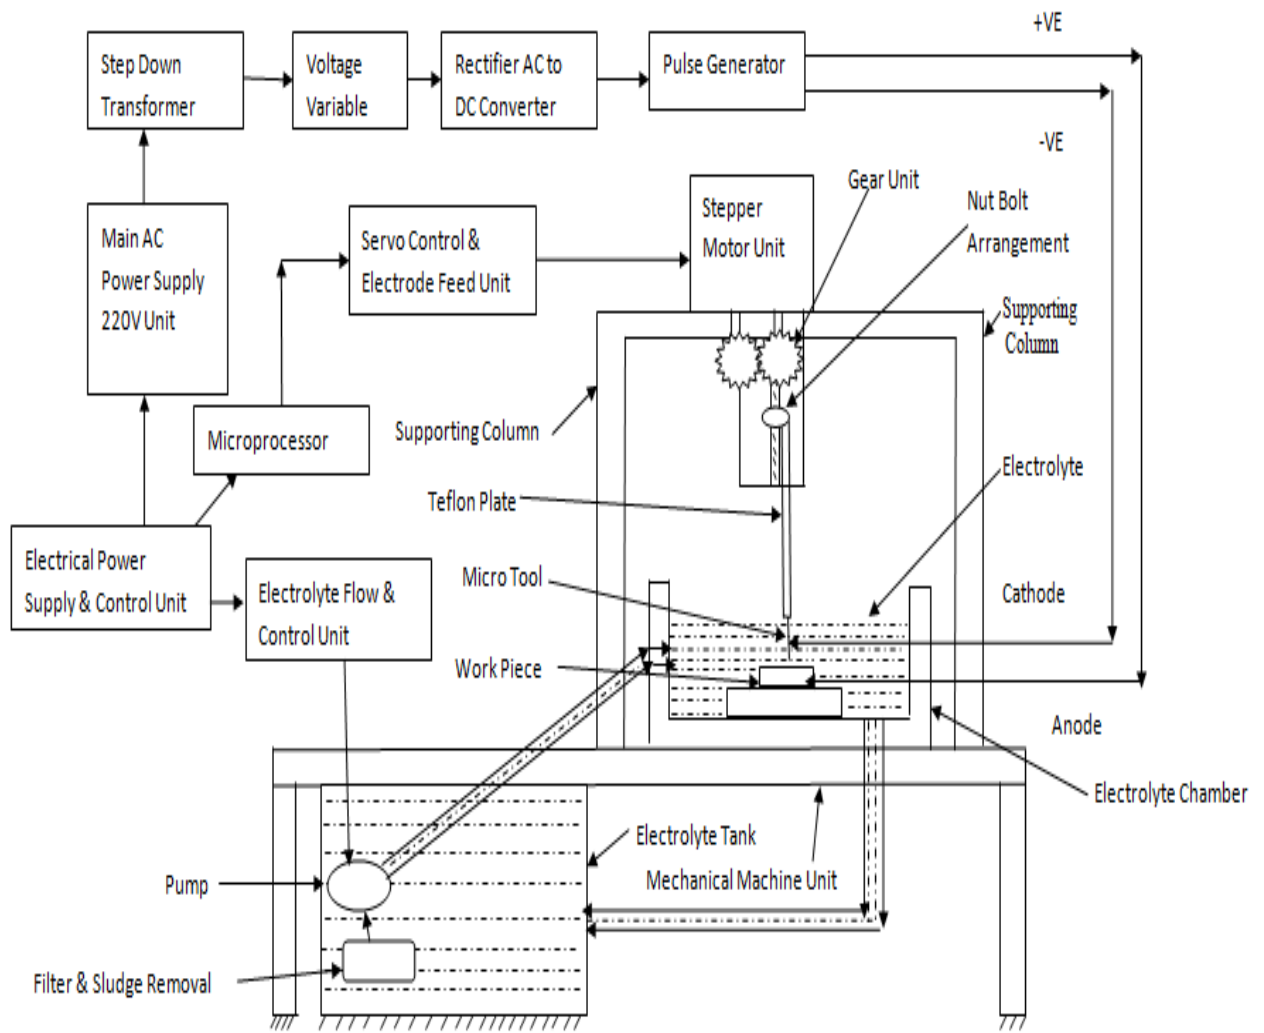 +VE
Step Down
Transformer
Voltage
Variable
Rectifier AC to
DC Converter
Pulse Generator
-VE
Gear Unit
Nut Bolt
Arrangement
Stepper
Motor Unit
Main AC
Power Supply
220V Unit
Servo Control &
Electrode Feed Unit
Supporting
Column
Microprocessor
Supporting Column
Electrolyte
Teflon Plate
Electrical Power
Supply & Control Unit
Electrolyte Flow &
Control Unit
Micro Tool
Cathode
Work Piece
Anode
Electrolyte Chamber
Electrolyte Tank
Mechanical Machine Unit
Pump
Filter & Sludge Removal